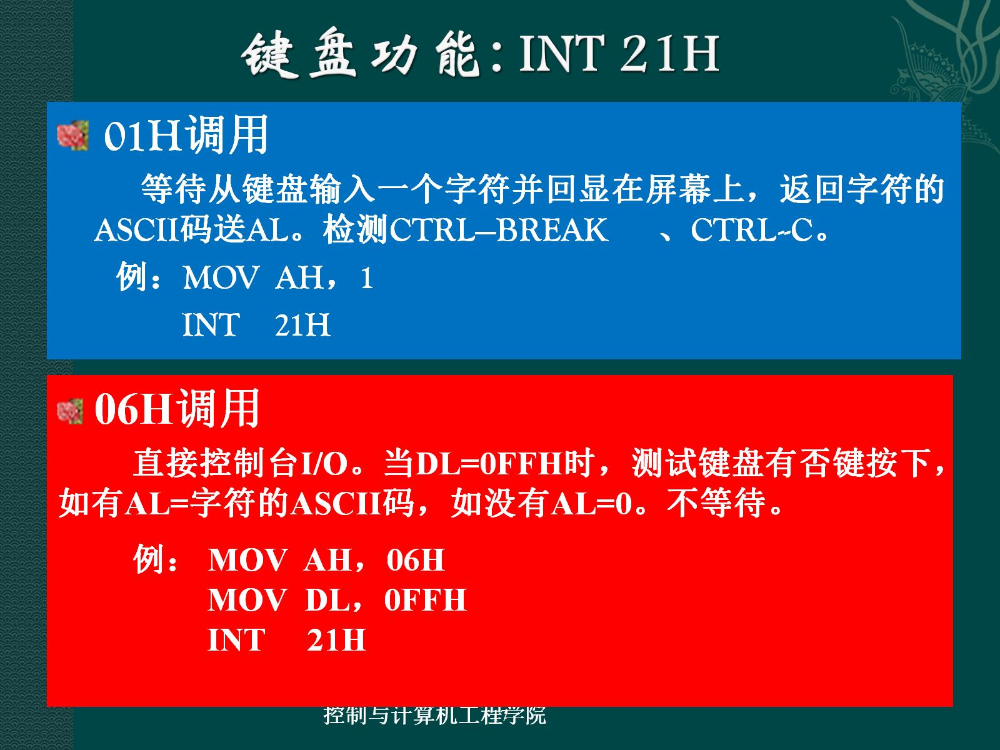 键盘功能：INT 21H
01H调用
等待从键盘输入一个字符并回显在屏幕上，返回字符的
ASCII码送AL。检测CTRL—BREAK 、CTRL--C。
例：MOV AH，1
INT 21H
06H调用
直接控制台I/O。当DL=0FFH时，测试键盘有否键按下，
如有AL=字符的ASCII码，如没有AL=0。不等待。
例： MOV AH，06H
MOV DL，0FFH
INT 21H
控制与计算机工程学院